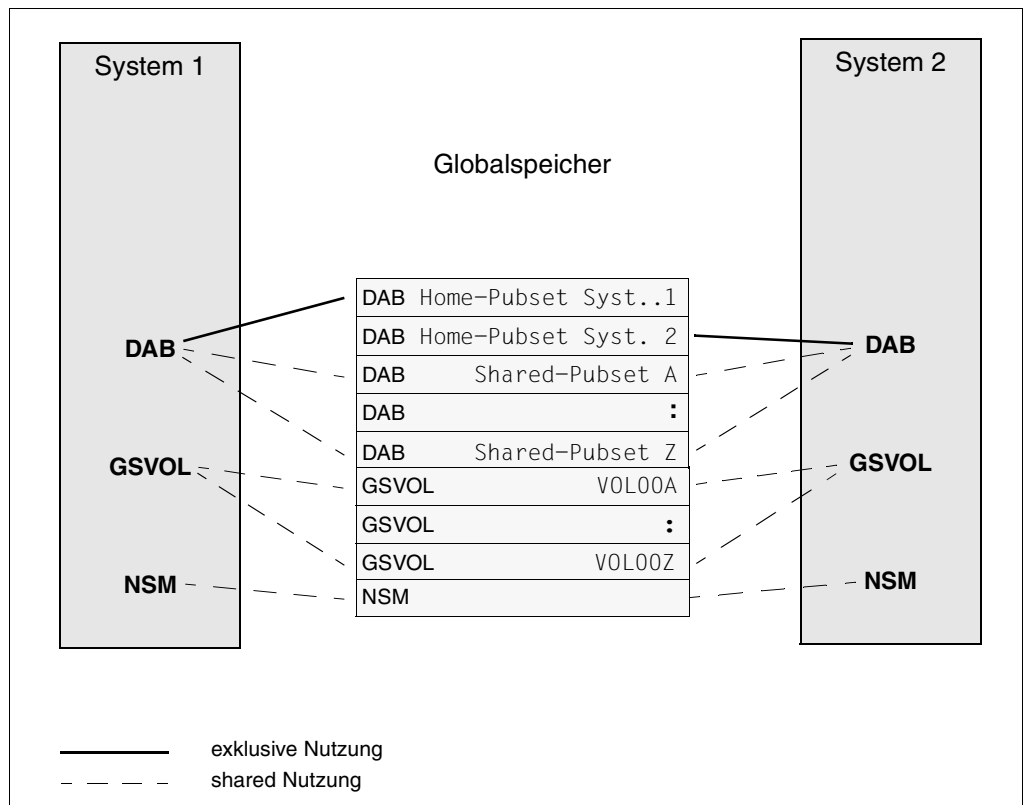 System 1
System 2
Globalspeicher
DAB Home-Pubset Syst..1
DAB Home-Pubset Syst. 2
DAB
DAB
DAB Shared-Pubset A
DAB :
DAB Shared-Pubset Z
GSVOL
GSVOL
GSVOL VOL00A
GSVOL :
GSVOL VOL00Z
NSM
NSM
NSM
exklusive Nutzung
shared Nutzung